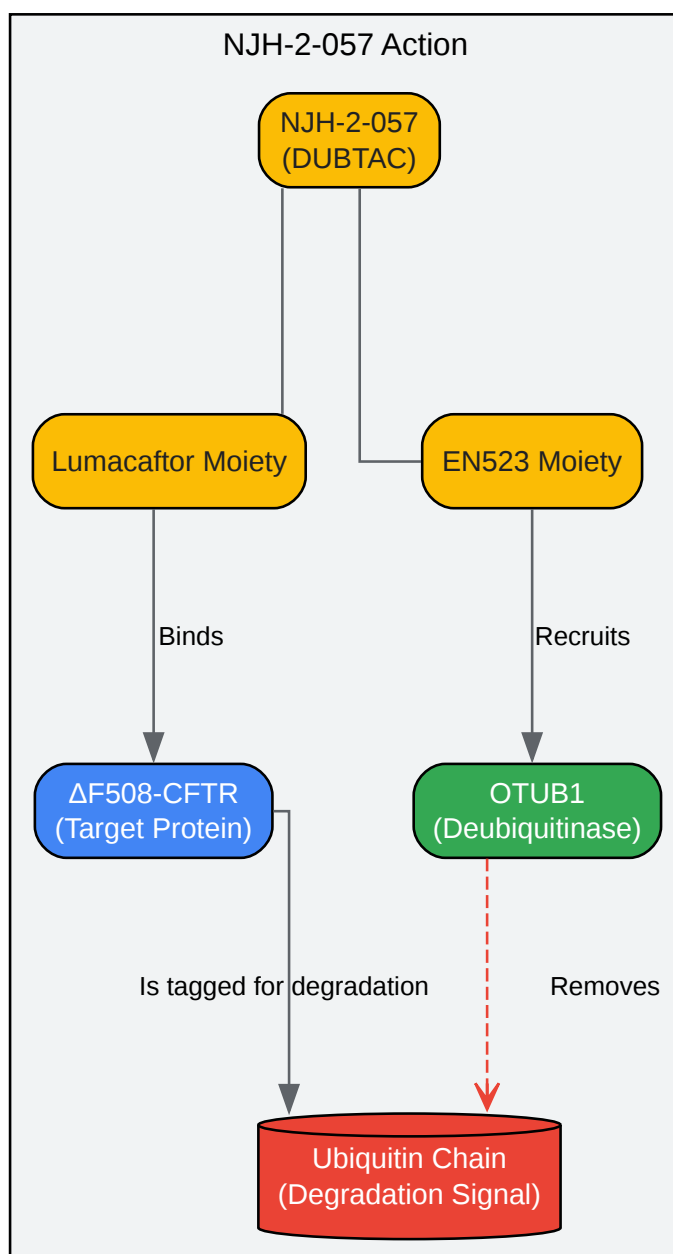 NJH-2-057 Action
NJH-2-057
(DUBTAC)
Lumacaftor Moiety
EN523 Moiety
Binds
Recruits
ΔF508-CFTR
(Target Protein)
OTUB1
(Deubiquitinase)
Is tagged for degradation
Removes
Ubiquitin Chain
(Degradation Signal)